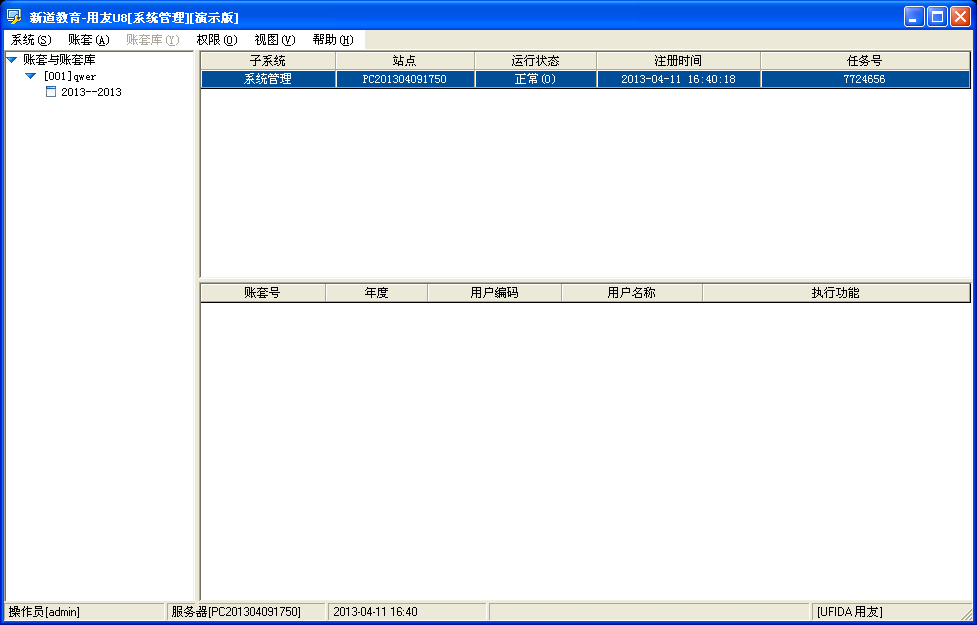 新道教育-用友U8[系统管理][演示版]
系统(S) 账套(A) 账套库(Y) 权限(O) 视图(V) 帮助(H)
账套与账套库
[001]qwer
2013--2013
子系统 站点 运行状态 注册时间 任务号
系统管理 PC201304091750 正常(0) 2013-04-11 16:40:18 7724656
账套号 年度 用户编码 用户名称 执行功能
操作员[admin] 服务器[PC201304091750] 2013-04-11 16:40 [UFIDA 用友]